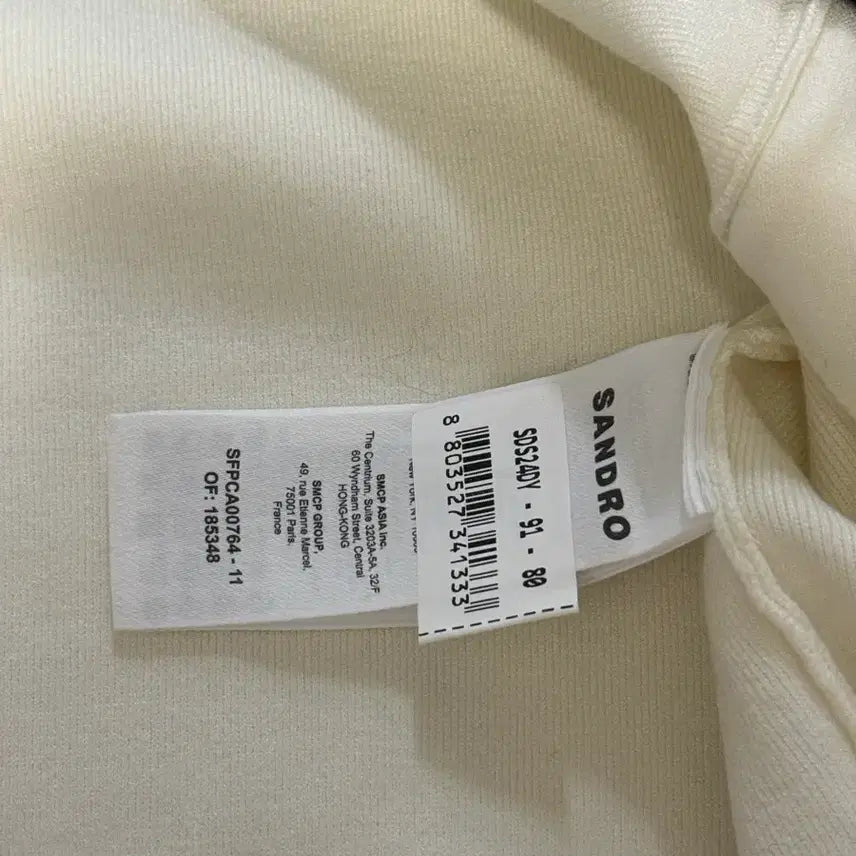 SANDRO
SDS24DY - 91 - 80
8 803527 341333
SMCP ASIA Inc.
The Centrium, Suite 3203A-5A, 32/F
60 Wyndham Street, Central
HONG-KONG
SMCP GROUP,
49, rue Etienne Marcel,
75001 Paris.
France
SFPCA00764 - 11
OF: 185348